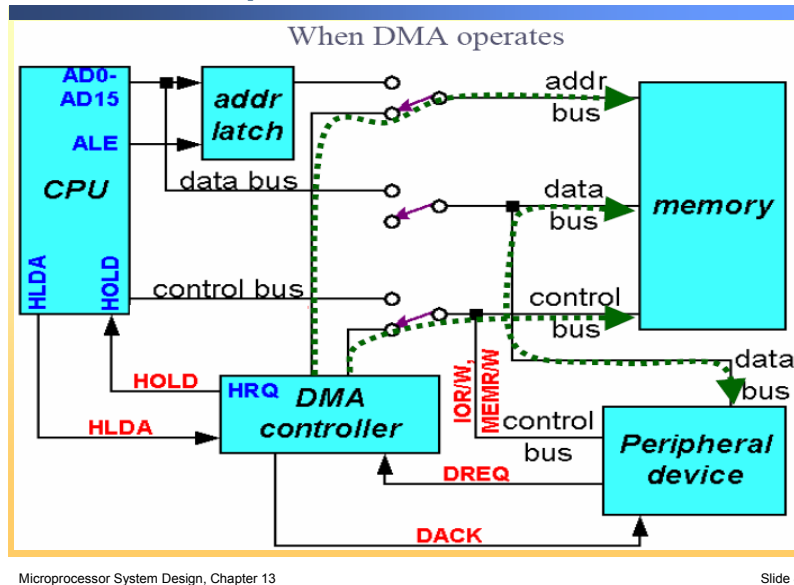 When DMA operates
AD0-
AD15
ALE
CPU
HLDA
HOLD
addr
latch
data bus
control bus
addr
bus
data
bus
control
bus
memory
HOLD
HLDA
HRQ
DMA
controller
IOR/W,
MEMR/W
control
bus
data
bus
Peripheral
device
DREQ
DACK
Microprocessor System Design, Chapter 13
Slide